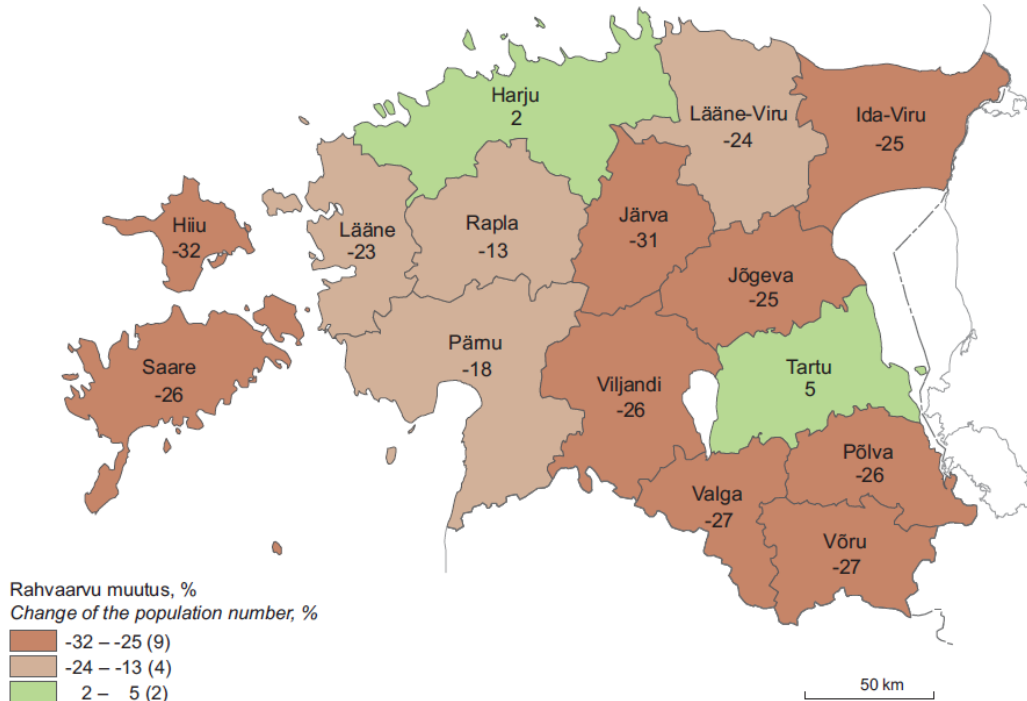 Harju
2
Lääne-Viru
-24
Ida-Viru
-25
Hiiu
-32
Lääne
-23
Rapla
-13
Järva
-31
Jõgeva
-25
Saare
-26
Pämu
-18
Viljandi
-26
Tartu
5
Põlva
-26
Valga
-27
Võru
-27
Rahvaarvu muutus, %
Change of the population number, %
-32 – -25 (9)
-24 – -13 (4)
2 – 5 (2)
50 km